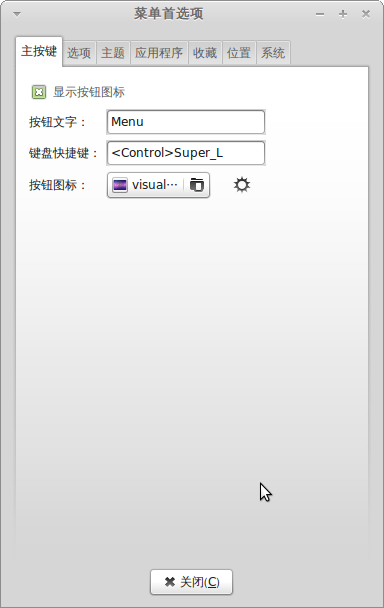 菜单首选项
主按键 选项 主题 应用程序 收藏 位置 系统
显示按钮图标
按钮文字： Menu
键盘快捷键： <Control>Super_L
按钮图标： visual…
关闭(C)